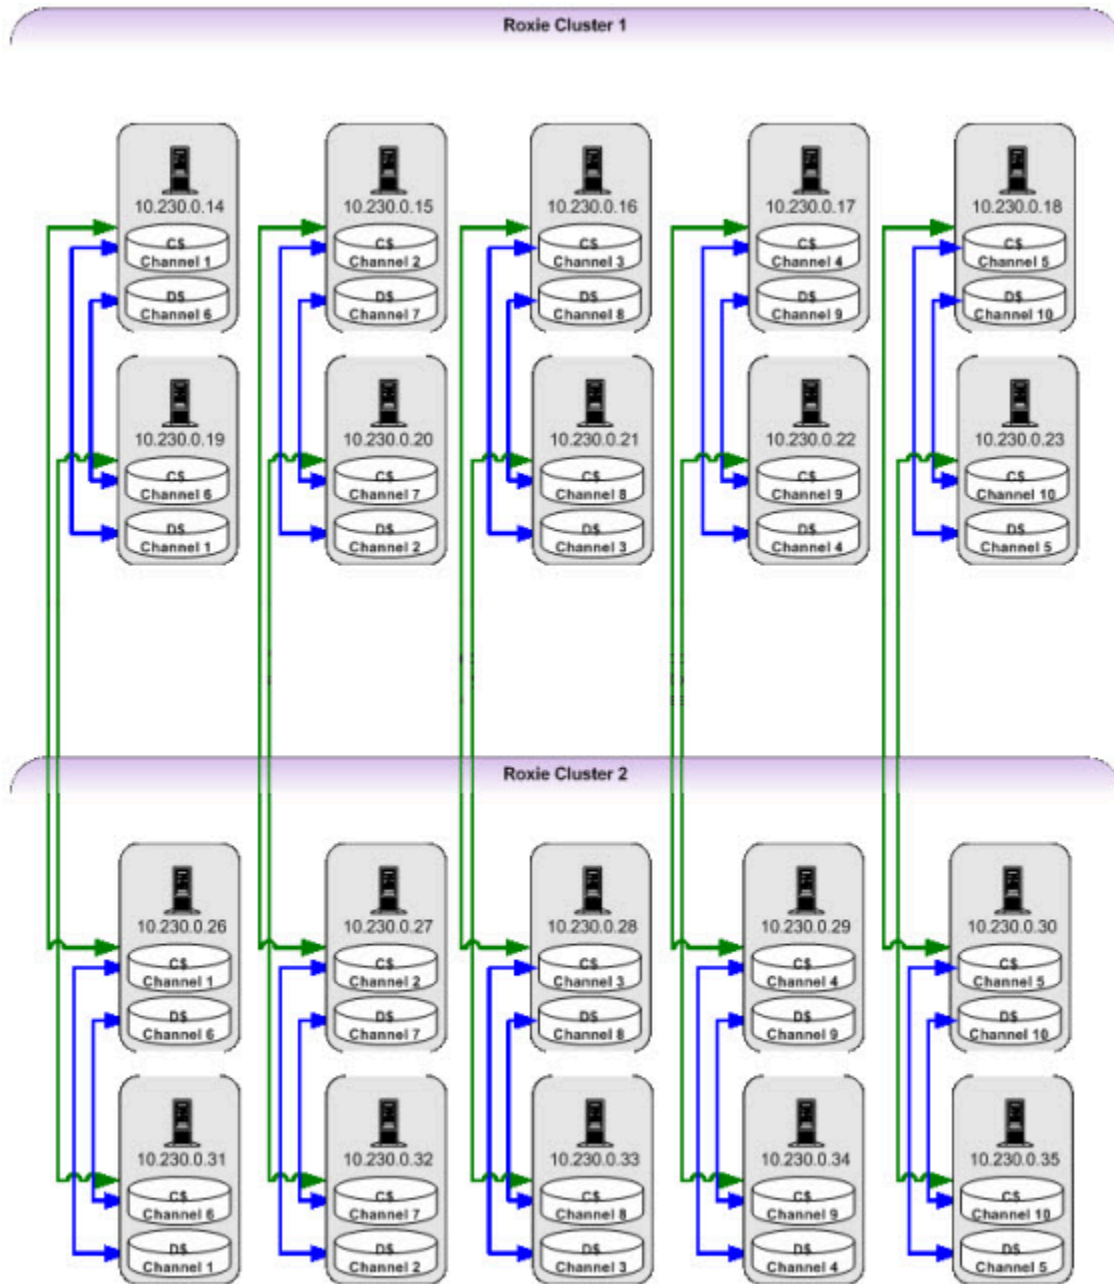 Roxie Cluster 1
10.230.0.14 10.230.0.15 10.230.0.16 10.230.0.17 10.230.0.18
C$ C$ C$ C$ C$
Channel 1 Channel 2 Channel 3 Channel 4 Channel 5
D$ D$ D$ D$ D$
Channel 6 Channel 7 Channel 8 Channel 9 Channel 10
10.230.0.19 10.230.0.20 10.230.0.21 10.230.0.22 10.230.0.23
C$ C$ C$ C$ C$
Channel 6 Channel 7 Channel 8 Channel 9 Channel 10
D$ D$ D$ D$ D$
Channel 1 Channel 2 Channel 3 Channel 4 Channel 5
Roxie Cluster 2
10.230.0.26 10.230.0.27 10.230.0.28 10.230.0.29 10.230.0.30
C$ C$ C$ C$ C$
Channel 1 Channel 2 Channel 3 Channel 4 Channel 5
D$ D$ D$ D$ D$
Channel 6 Channel 7 Channel 8 Channel 9 Channel 10
10.230.0.31 10.230.0.32 10.230.0.33 10.230.0.34 10.230.0.35
C$ C$ C$ C$ C$
Channel 6 Channel 7 Channel 8 Channel 9 Channel 10
D$ D$ D$ D$ D$
Channel 1 Channel 2 Channel 3 Channel 4 Channel 5